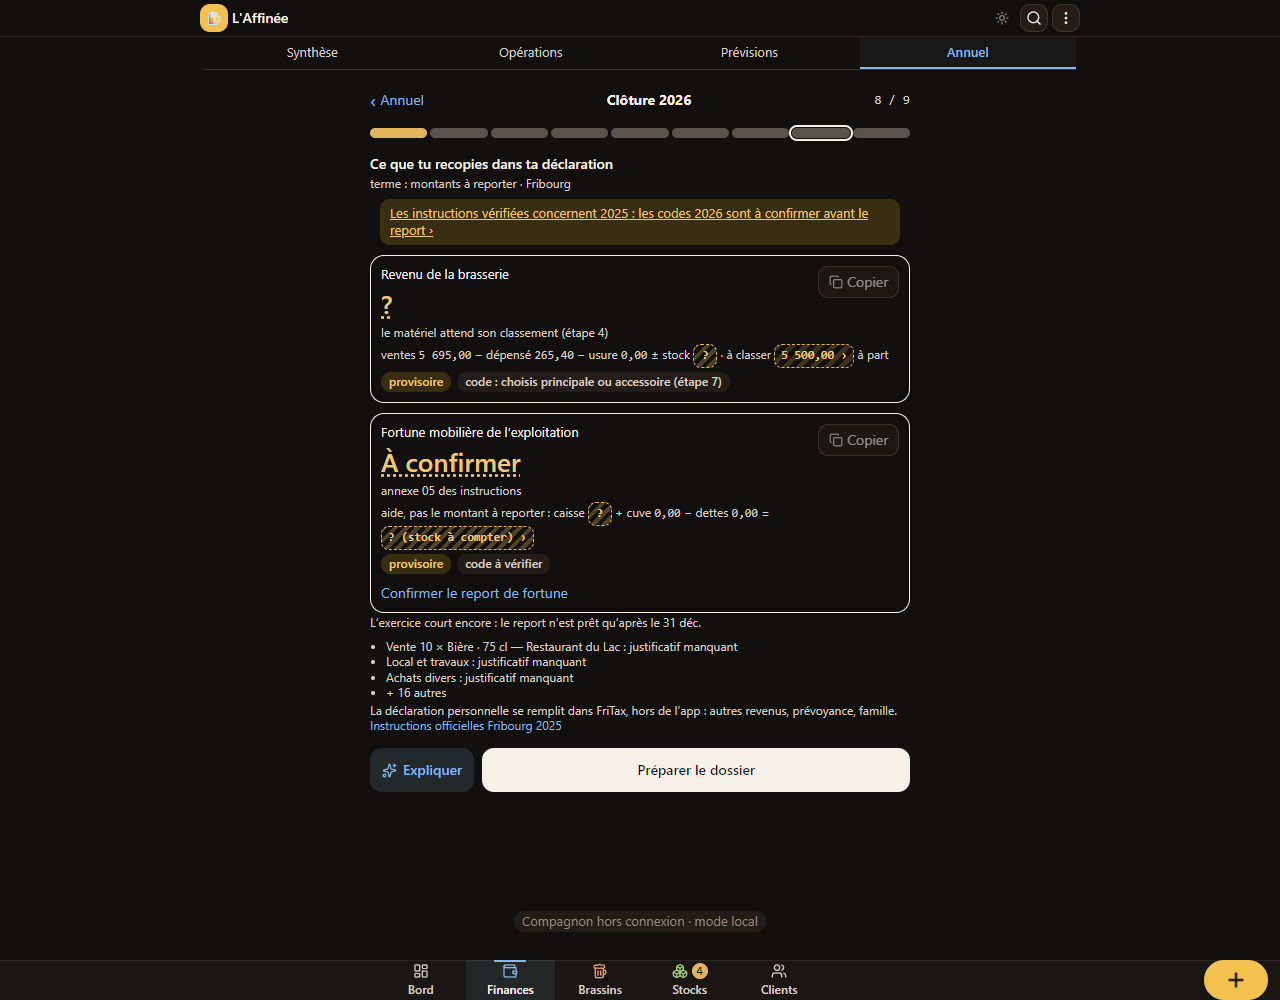 L'Affinée
Synthèse
Opérations
Prévisions
Annuel
‹ Annuel
Clôture 2026
8 / 9
Ce que tu recopies dans ta déclaration
terme : montants à reporter · Fribourg
Les instructions vérifiées concernent 2025 : les codes 2026 sont à confirmer avant le
report ›
Revenu de la brasserie
Copier
?
le matériel attend son classement (étape 4)
ventes 5 695,00 − dépensé 265,40 − usure 0,00 ± stock ? · à classer 5 500,00 › à part
provisoire
code : choisis principale ou accessoire (étape 7)
Fortune mobilière de l’exploitation
Copier
À confirmer
annexe 05 des instructions
aide, pas le montant à reporter : caisse ? + cuve 0,00 − dettes 0,00 =
? (stock à compter) ›
provisoire
code à vérifier
Confirmer le report de fortune
L’exercice court encore : le report n’est prêt qu’après le 31 déc.
• Vente 10 × Bière · 75 cl — Restaurant du Lac : justificatif manquant
• Local et travaux : justificatif manquant
• Achats divers : justificatif manquant
• + 16 autres
La déclaration personnelle se remplit dans FriTax, hors de l’app : autres revenus, prévoyance, famille.
Instructions officielles Fribourg 2025
Expliquer
Préparer le dossier
Compagnon hors connexion · mode local
Bord
Finances
Brassins
4
Stocks
Clients
+